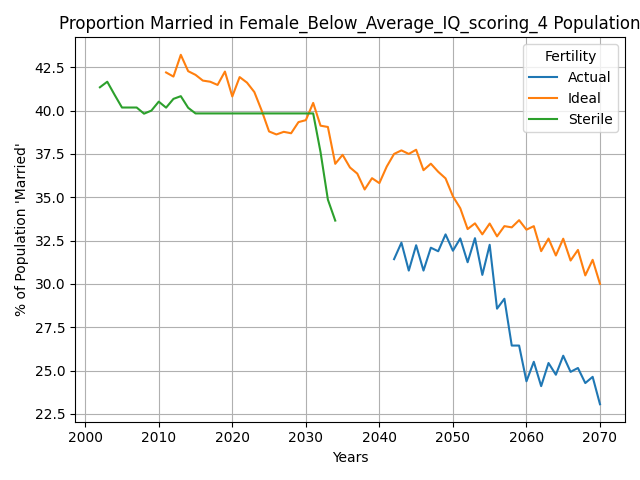 Proportion Married in Female_Below_Average_IQ_scoring_4 Population
% of Population 'Married'
42.5
40.0
37.5
35.0
32.5
30.0
27.5
25.0
22.5
Fertility
Actual
Ideal
Sterile
2000 2010 2020 2030 2040 2050 2060 2070
Years